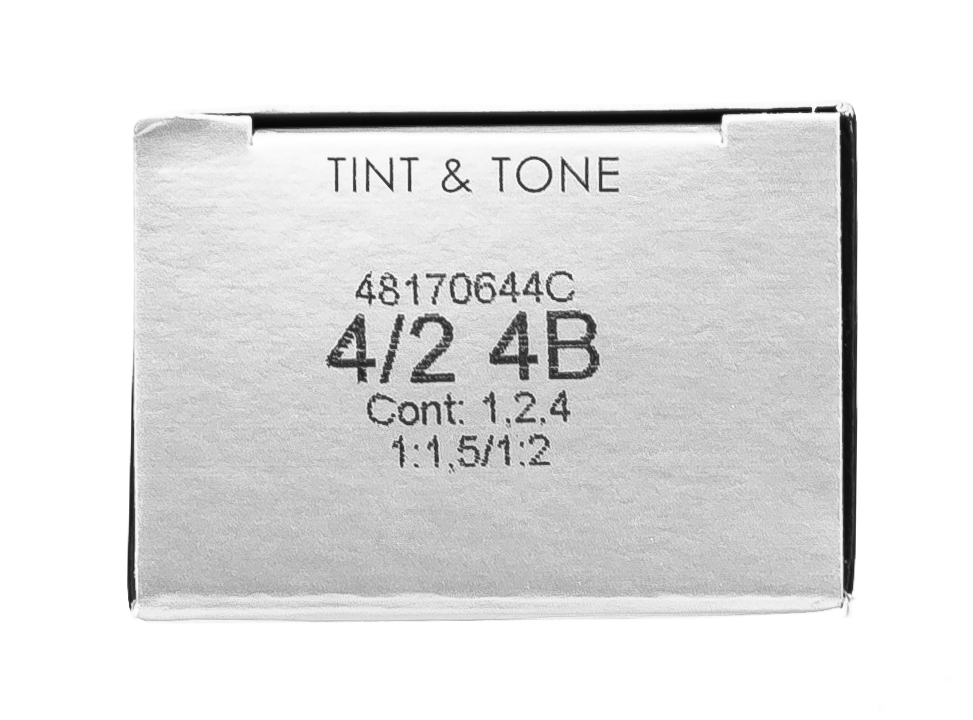 TINT & TONE
48170644C
4/2 4B
Cont: 1,2,4
1:1,5/1:2